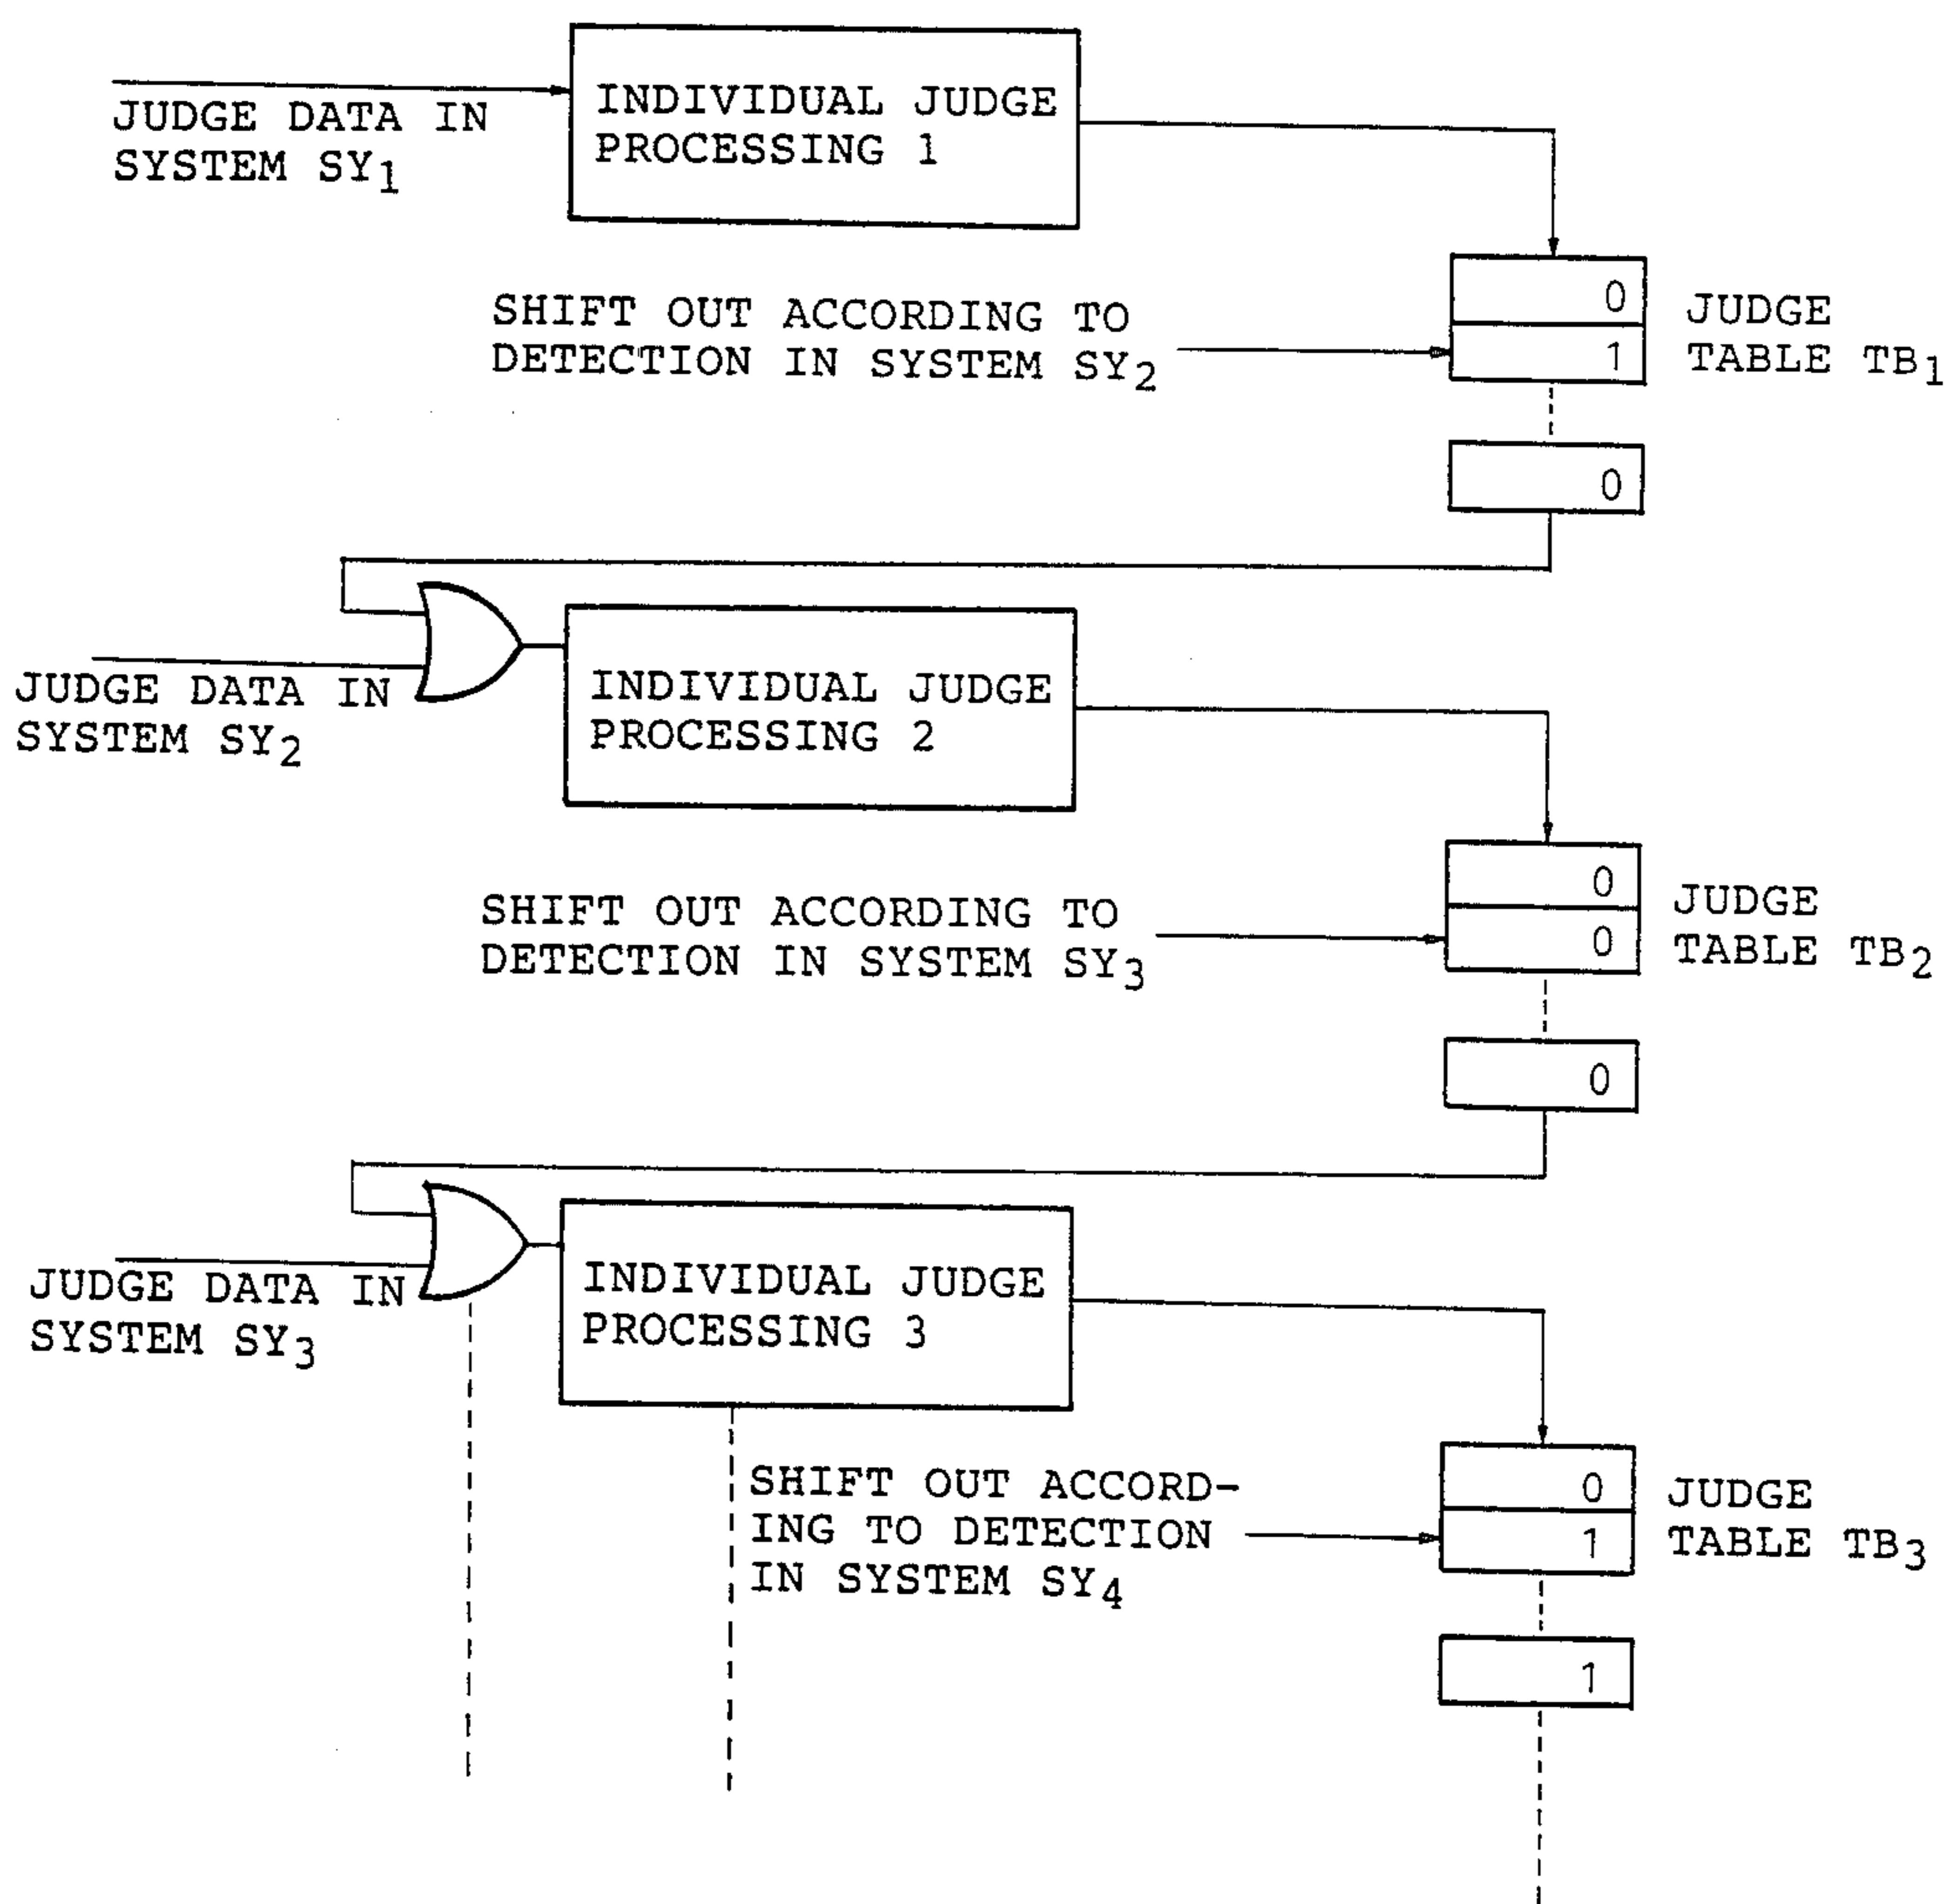 JUDGE DATA IN
SYSTEM SY1
INDIVIDUAL JUDGE
PROCESSING 1
SHIFT OUT ACCORDING TO
DETECTION IN SYSTEM SY2
0
1
0
JUDGE
TABLE TB1
JUDGE DATA IN
SYSTEM SY2
INDIVIDUAL JUDGE
PROCESSING 2
SHIFT OUT ACCORDING TO
DETECTION IN SYSTEM SY3
0
0
0
JUDGE
TABLE TB2
JUDGE DATA IN
SYSTEM SY3
INDIVIDUAL JUDGE
PROCESSING 3
SHIFT OUT ACCORD-
ING TO DETECTION
IN SYSTEM SY4
0
1
1
JUDGE
TABLE TB3